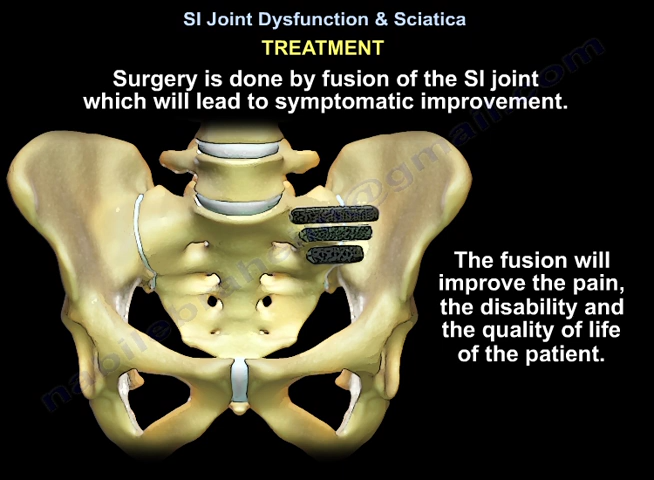 SI Joint Dysfunction & Sciatica
TREATMENT
Surgery is done by fusion of the SI joint
which will lead to symptomatic improvement.
The fusion will
improve the pain,
the disability and
the quality of life
of the patient.